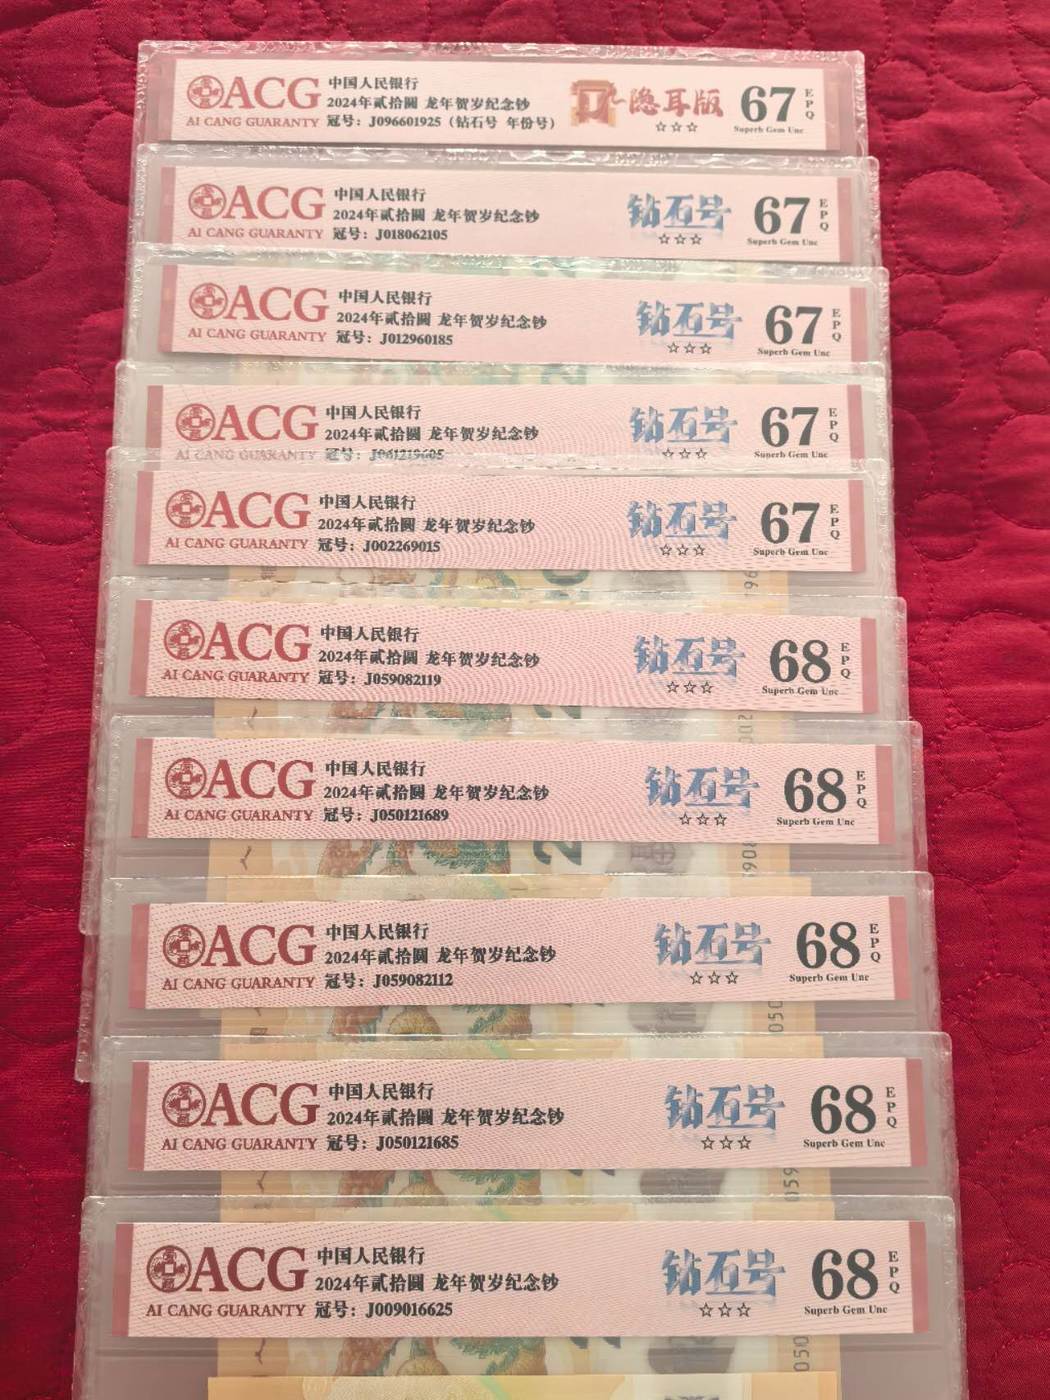 ACG
AI CANG GUARANTY
中国人民银行
2024年贰拾圆 龙年贺岁纪念钞
冠号：J096601925（钻石号 年份号）
隐耳版
☆☆☆
67
EPQ
Superb Gem Unc
ACG
AI CANG GUARANTY
中国人民银行
2024年贰拾圆 龙年贺岁纪念钞
冠号：J018062105
钻石号
☆☆☆
67
EPQ
Superb Gem Unc
ACG
AI CANG GUARANTY
中国人民银行
2024年贰拾圆 龙年贺岁纪念钞
冠号：J012960185
钻石号
☆☆☆
67
EPQ
Superb Gem Unc
ACG
AI CANG GUARANTY
中国人民银行
2024年贰拾圆 龙年贺岁纪念钞
冠号：J061219605
钻石号
☆☆☆
67
EPQ
Superb Gem Unc
ACG
AI CANG GUARANTY
中国人民银行
2024年贰拾圆 龙年贺岁纪念钞
冠号：J002269015
钻石号
☆☆☆
67
EPQ
Superb Gem Unc
ACG
AI CANG GUARANTY
中国人民银行
2024年贰拾圆 龙年贺岁纪念钞
冠号：J059082119
钻石号
☆☆☆
68
EPQ
Superb Gem Unc
ACG
AI CANG GUARANTY
中国人民银行
2024年贰拾圆 龙年贺岁纪念钞
冠号：J050121689
钻石号
☆☆☆
68
EPQ
Superb Gem Unc
ACG
AI CANG GUARANTY
中国人民银行
2024年贰拾圆 龙年贺岁纪念钞
冠号：J059082112
钻石号
☆☆☆
68
EPQ
Superb Gem Unc
ACG
AI CANG GUARANTY
中国人民银行
2024年贰拾圆 龙年贺岁纪念钞
冠号：J050121685
钻石号
☆☆☆
68
EPQ
Superb Gem Unc
ACG
AI CANG GUARANTY
中国人民银行
2024年贰拾圆 龙年贺岁纪念钞
冠号：J009016625
钻石号
☆☆☆
68
EPQ
Superb Gem Unc